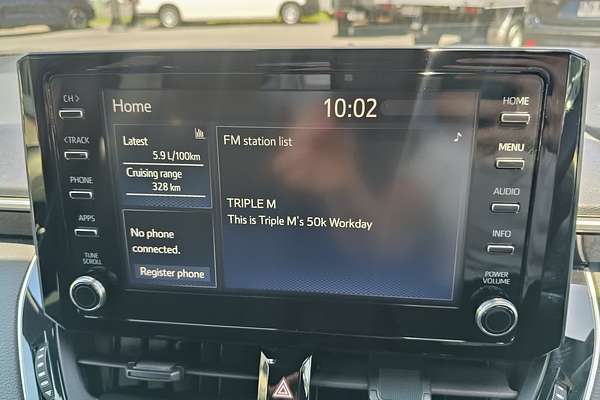 CH >
< TRACK
PHONE
APPS
TUNE
SCROLL
Home
10:02
Latest
5.9 L/100km
Cruising range
328 km
No phone
connected.
Register phone
FM station list
♪
TRIPLE M
This is Triple M's 50k Workday
HOME
MENU
AUDIO
INFO
POWER
VOLUME